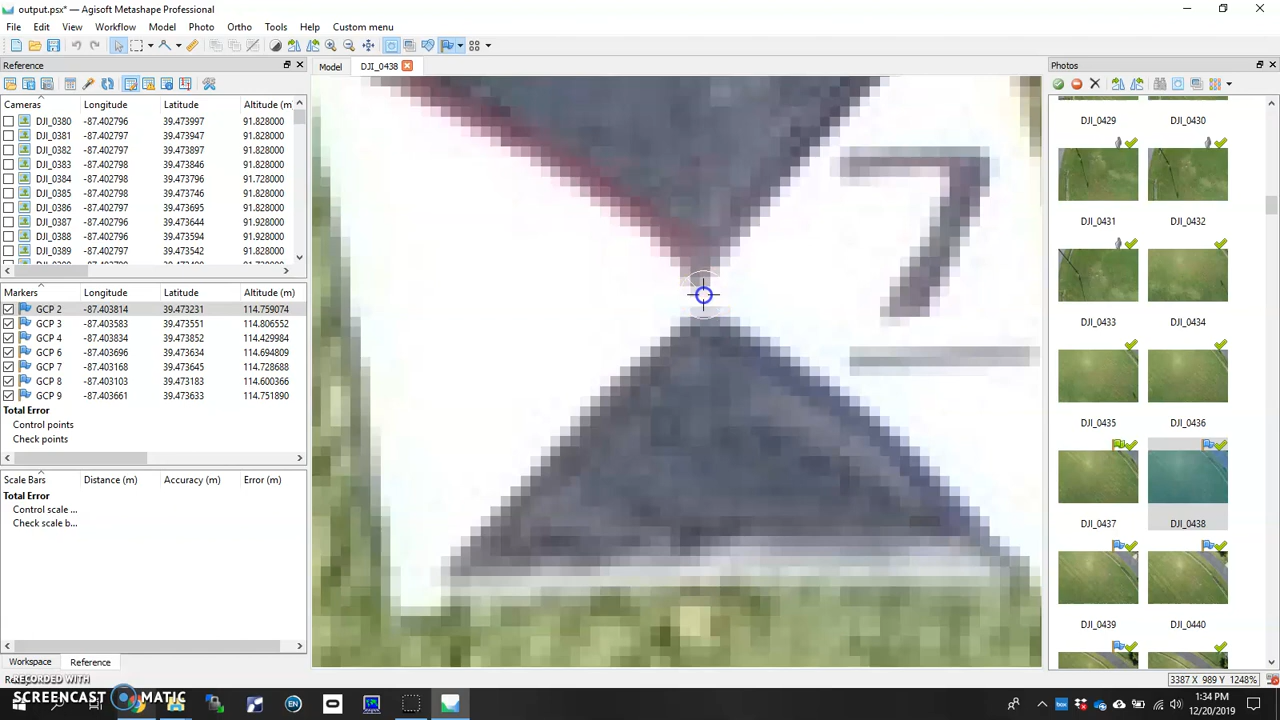 output.psx* — Agisoft Metashape Professional
File Edit View Workflow Model Photo Ortho Tools Help Custom menu
Reference
Model DJI_0438
Photos
Cameras Longitude Latitude Altitude (m)
DJI_0380 -87.402796 39.473997 91.828000
DJI_0381 -87.402796 39.473947 91.828000
DJI_0382 -87.402797 39.473897 91.828000
DJI_0383 -87.402796 39.473846 91.828000
DJI_0384 -87.402797 39.473796 91.728000
DJI_0385 -87.402796 39.473745 91.828000
DJI_0386 -87.402796 39.473695 91.828000
DJI_0387 -87.402796 39.473644 91.928000
DJI_0388 -87.402796 39.473594 91.928000
DJI_0389 -87.402797 39.473542 91.828000
Markers Longitude Latitude Altitude (m)
GCP 2 -87.403814 39.473231 114.759074
GCP 3 -87.403583 39.473551 114.806552
GCP 4 -87.403834 39.473852 114.429984
GCP 6 -87.403696 39.473634 114.694809
GCP 7 -87.403168 39.473634 114.728688
GCP 8 -87.403103 39.473183 114.600366
GCP 9 -87.403661 39.473633 114.751890
Total Error
Control points
Check points
Scale Bars Distance (m) Accuracy (m) Error (m)
Total Error
Control scale ...
Check scale b...
Workspace Reference
7
DJI_0429 DJI_0430
DJI_0431 DJI_0432
DJI_0433 DJI_0434
DJI_0435 DJI_0436
DJI_0437 DJI_0438
DJI_0439 DJI_0440
3387 X 989 Y 1248%
RECORDED WITH
SCREENCAST MATIC
EN
box
1:34 PM
12/20/2019